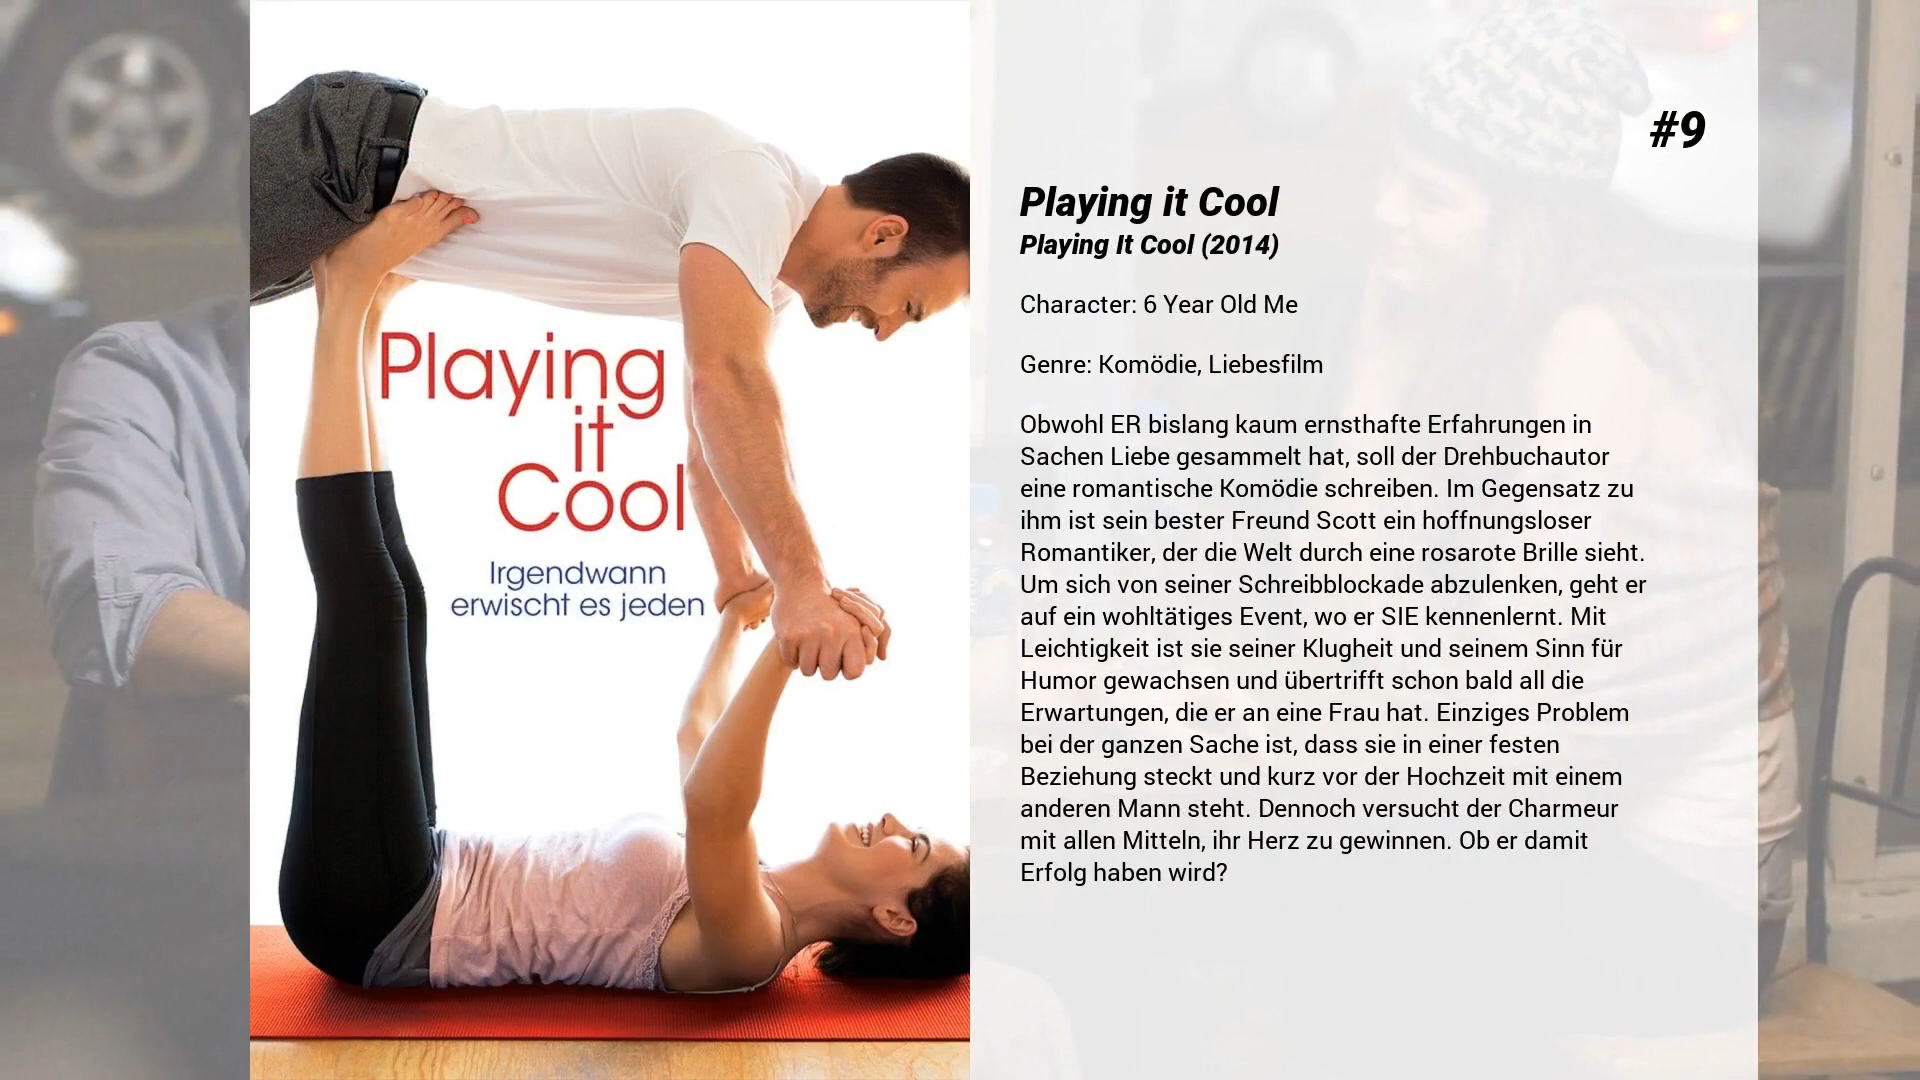 Playing
it
Cool
Irgendwann
erwischt es jeden
#9
Playing it Cool
Playing It Cool (2014)
Character: 6 Year Old Me
Genre: Komödie, Liebesfilm
Obwohl ER bislang kaum ernsthafte Erfahrungen in
Sachen Liebe gesammelt hat, soll der Drehbuchautor
eine romantische Komödie schreiben. Im Gegensatz zu
ihm ist sein bester Freund Scott ein hoffnungsloser
Romantiker, der die Welt durch eine rosarote Brille sieht.
Um sich von seiner Schreibblockade abzulenken, geht er
auf ein wohltätiges Event, wo er SIE kennenlernt. Mit
Leichtigkeit ist sie seiner Klugheit und seinem Sinn für
Humor gewachsen und übertrifft schon bald all die
Erwartungen, die er an eine Frau hat. Einziges Problem
bei der ganzen Sache ist, dass sie in einer festen
Beziehung steckt und kurz vor der Hochzeit mit einem
anderen Mann steht. Dennoch versucht der Charmeur
mit allen Mitteln, ihr Herz zu gewinnen. Ob er damit
Erfolg haben wird?